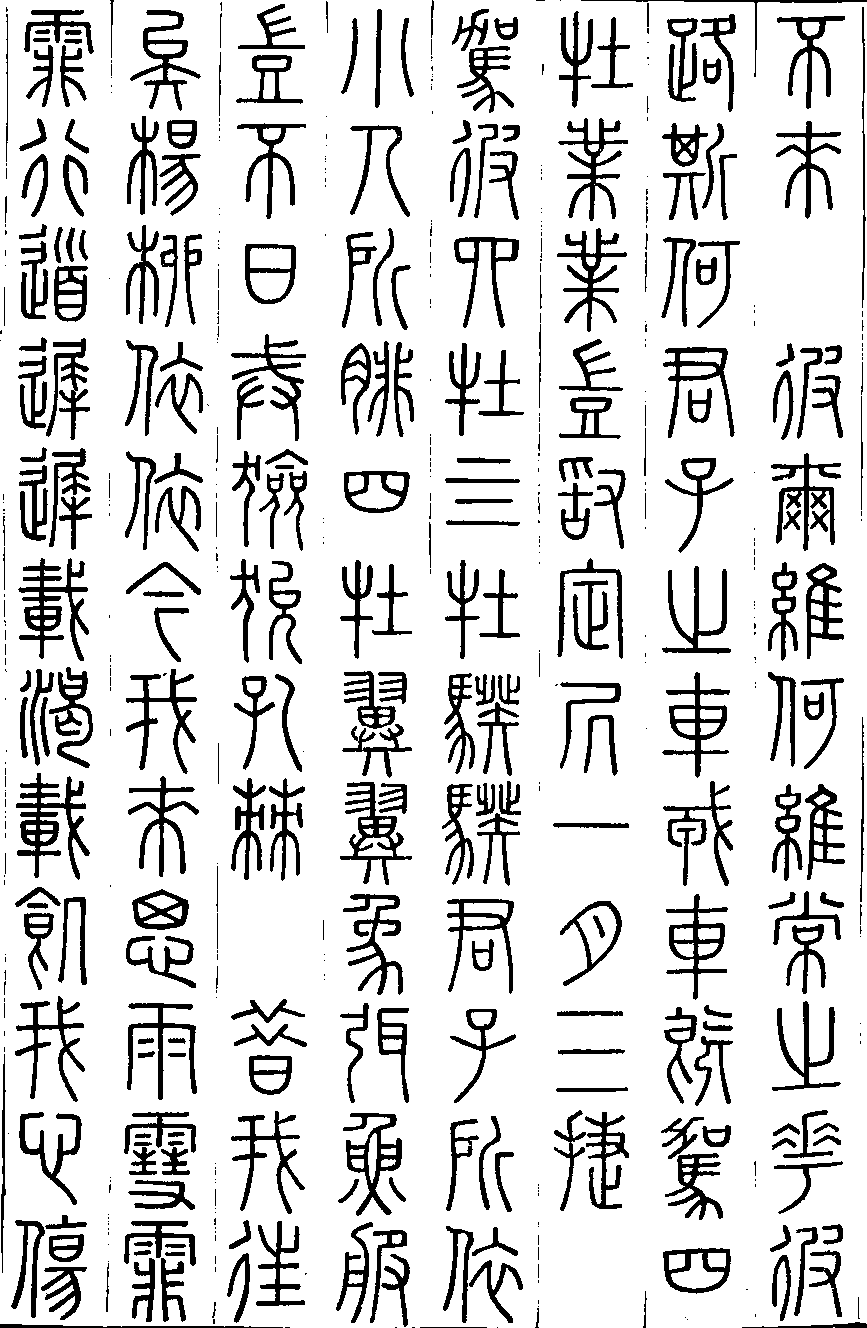 不來　彼爾維何維常之華彼
路斯何君子之車戎車既駕四
牡業業豈敢定居一月三捷
駕彼四牡四牡騤騤君子所依
小人所腓四牡翼翼象弭魚服
豈不日戒玁狁孔棘　昔我往
矣楊柳依依今我來思雨雪霏
霏行道遲遲載渴載飢我心傷